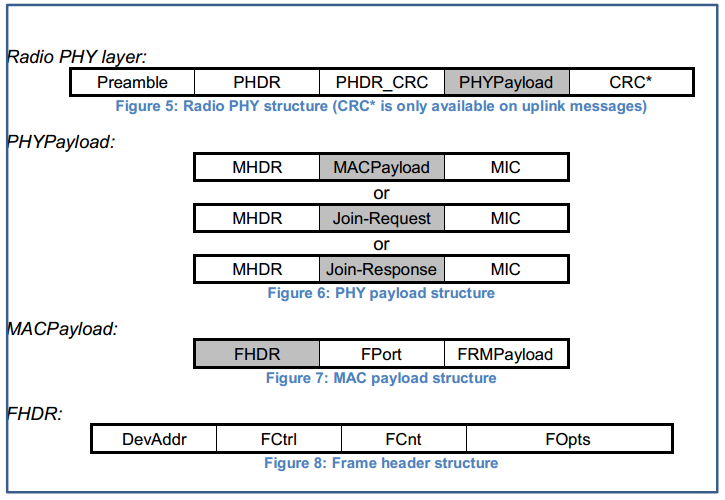 Radio PHY layer:
Preamble PHDR PHDR_CRC PHYPayload CRC*
Figure 5: Radio PHY structure (CRC* is only available on uplink messages)
PHYPayload:
MHDR MACPayload MIC
or
MHDR Join-Request MIC
or
MHDR Join-Response MIC
Figure 6: PHY payload structure
MACPayload:
FHDR FPort FRMPayload
Figure 7: MAC payload structure
FHDR:
DevAddr FCtrl FCnt FOpts
Figure 8: Frame header structure